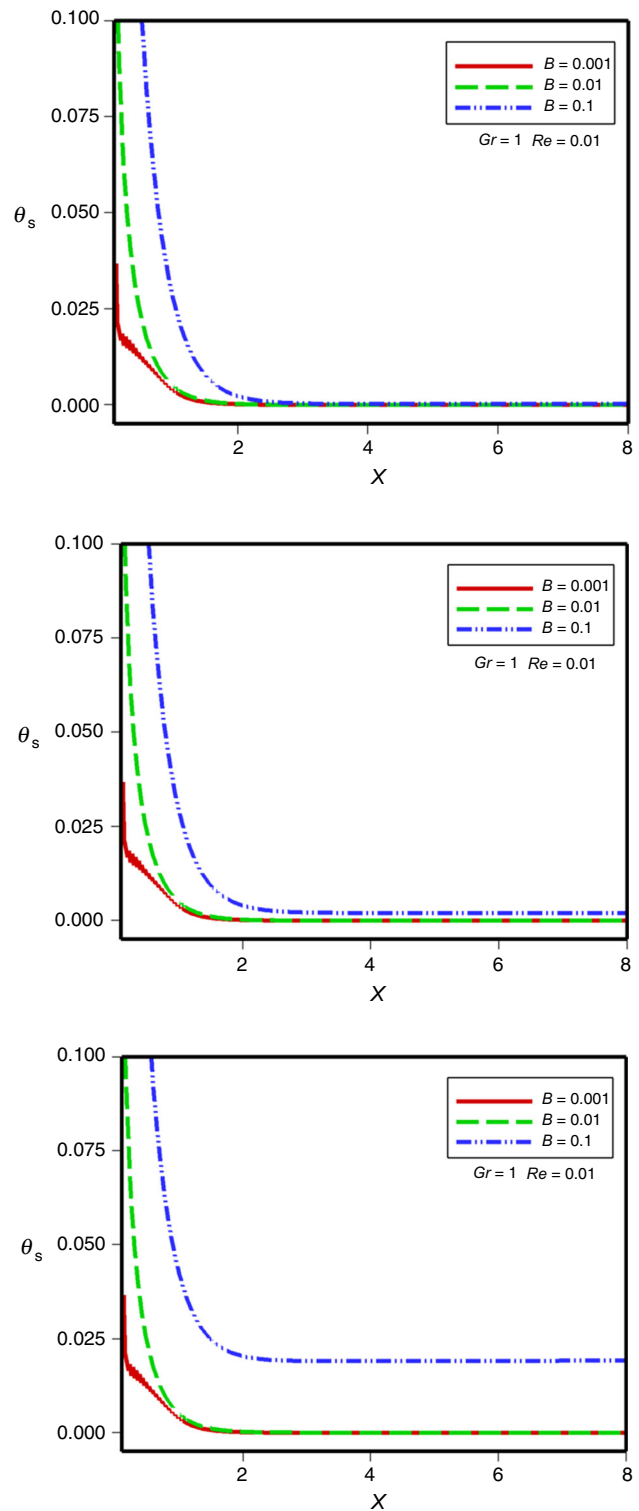 0.100
B = 0.001
B = 0.01
B = 0.1
0.075
Gr = 1 Re = 0.01
0.050
θs
0.025
0.000
2 4 6 8
X
0.100
B = 0.001
B = 0.01
B = 0.1
0.075
Gr = 1 Re = 0.01
0.050
θs
0.025
0.000
2 4 6 8
X
0.100
B = 0.001
B = 0.01
B = 0.1
0.075
Gr = 1 Re = 0.01
0.050
θs
0.025
0.000
2 4 6 8
X